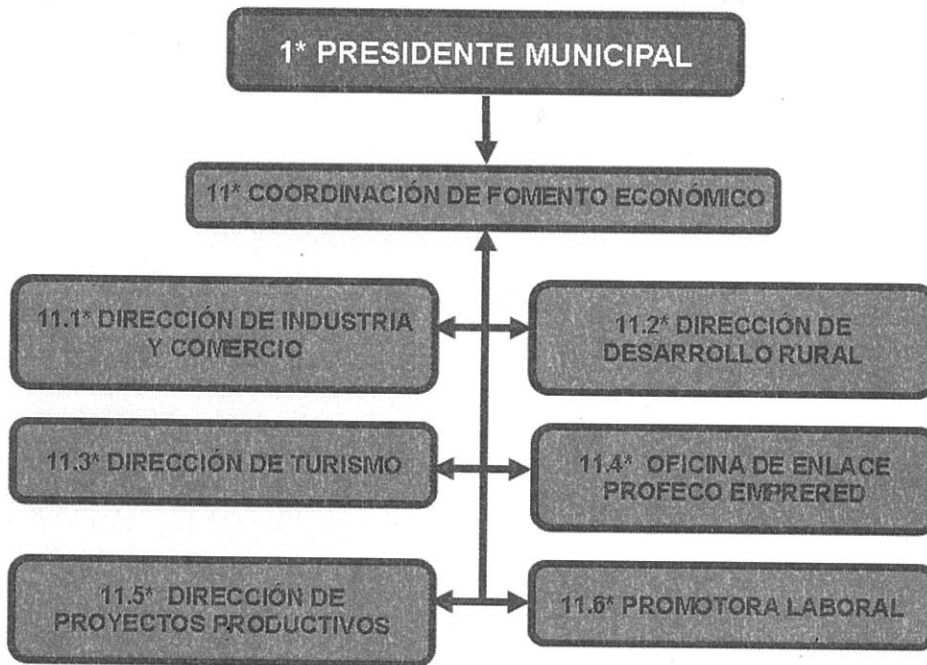 1* PRESIDENTE MUNICIPAL
11* COORDINACIÓN DE FOMENTO ECONÓMICO
11.1* DIRECCIÓN DE INDUSTRIA
Y COMERCIO
11.2* DIRECCIÓN DE
DESARROLLO RURAL
11.3* DIRECCIÓN DE TURISMO
11.4* OFICINA DE ENLACE
PROFECO EMPRERED
11.5* DIRECCIÓN DE
PROYECTOS PRODUCTIVOS
11.6* PROMOTORA LABORAL